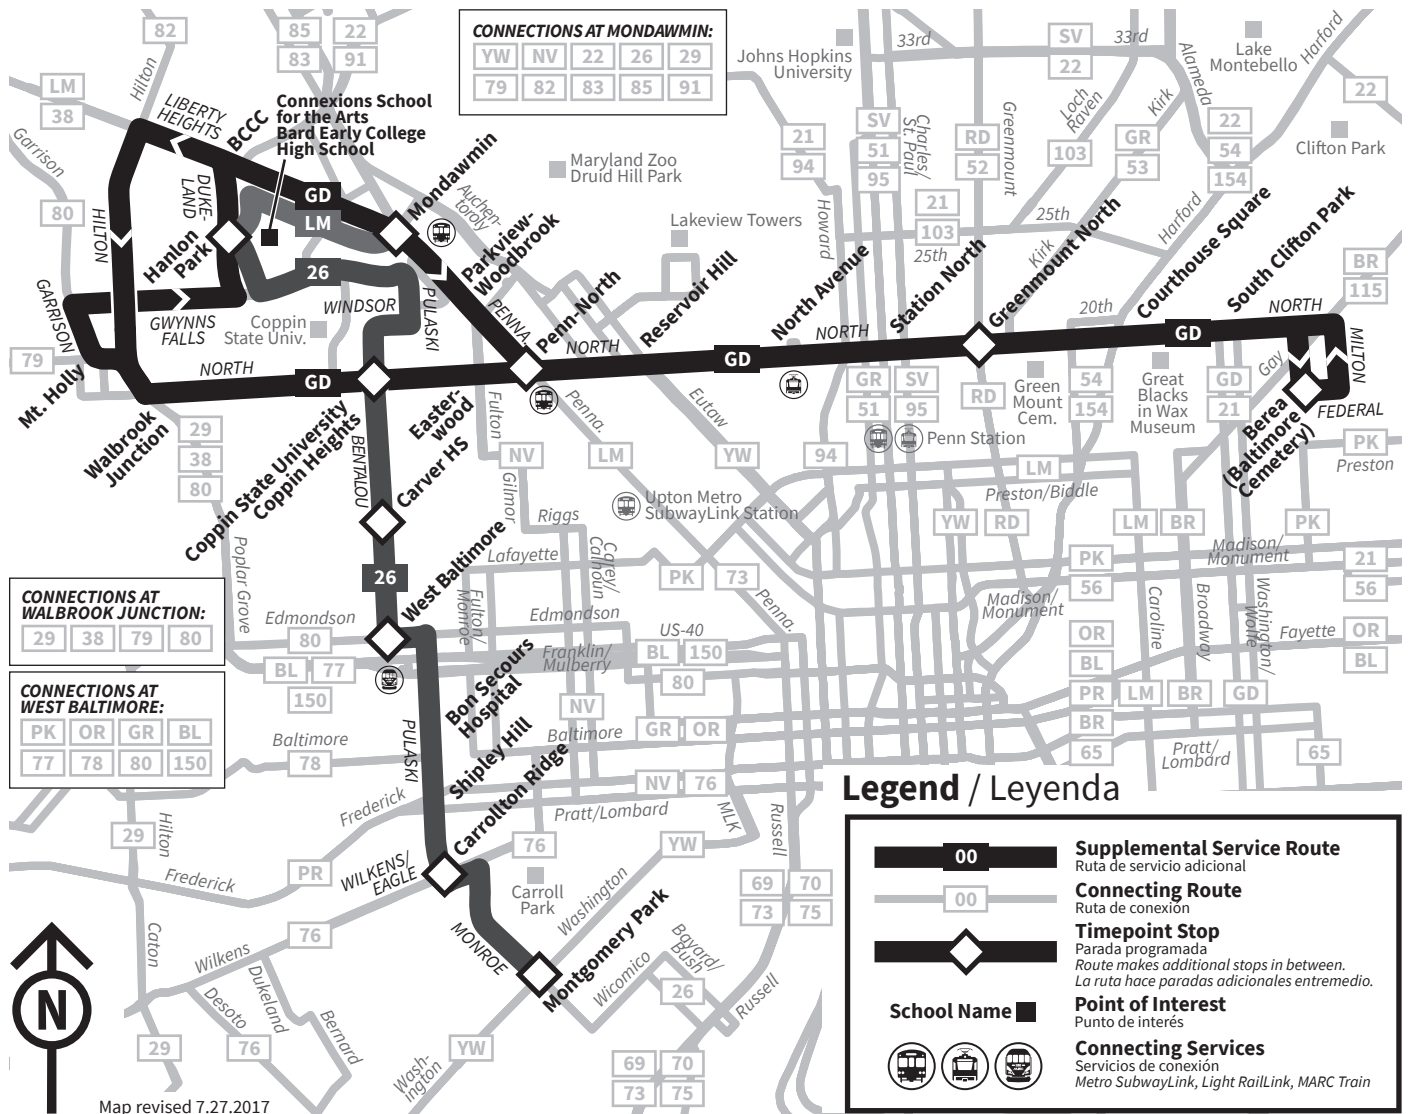 CONNECTIONS AT MONDAWMIN:
YW NV 22 26 29
79 82 83 85 91
82
85
83
22
91
LM
38
Hilton
LIBERTY
HEIGHTS
BCCC
Connexions School
for the Arts
Bard Early College
High School
Garrison
80
DUKE-
LAND
HILTON
Hanlon
Park
GD
LM
26
Mondawmin
Auchen-
toroly
Maryland Zoo
Druid Hill Park
Lakeview Towers
Parkview-
Woodbrook
PENNA.
Penn-North
Reservoir Hill
Johns Hopkins
University
33rd
SV
22
33rd
Lake
Montebello
Harford
Alameda
22
Clifton Park
Loch
Raven
Kirk
Greenmount
Charles/
St. Paul
21
94
SV
51
95
RD
52
103
GR
53
22
54
154
Howard
21
103
25th
25th
Kirk
Harford
North Avenue
Station North
Greenmount North
Courthouse Square
South Clifton Park
BR
115
20th
NORTH
NORTH
NORTH
GD
GD
MILTON
GARRISON
GWYNNS
FALLS
WINDSOR
PULASKI
Coppin
State Univ.
79
Mt. Holly
NORTH
GD
Walbrook
Junction
Coppin State University
Coppin Heights
Easter-
wood
Carver HS
BENTALOU
Fulton
Penna.
Eutaw
29
38
80
NV
Gilmor
LM
YW
94
GR
51
SV
95
RD
Penn Station
Green
Mount
Cem.
54
154
Great
Blacks
in Wax
Museum
GD
21
Gay
Berea
(Baltimore
Cemetery)
FEDERAL
PK
Preston
Upton Metro
SubwayLink Station
LM
Preston/Biddle
YW
RD
LM
BR
PK
Riggs
Lafayette
Carey/
Calhoun
PK
73
Penna.
Madison/
Monument
PK
56
Madison/
Monument
21
56
Poplar Grove
26
West Baltimore
Fulton/
Monroe
Edmondson
80
Edmondson
US-40
Franklin/
Mulberry
BL 150
80
BL 77
150
OR
BL
Caroline
Broadway
Washington/
Wolfe
Fayette
OR
BL
PR
BR
65
LM
BR
GD
Pratt/
Lombard
65
CONNECTIONS AT
WALBROOK JUNCTION:
29 38 79 80
CONNECTIONS AT
WEST BALTIMORE:
PK OR GR BL
77 78 80 150
Bon Secours
Hospital
NV
GR OR
Baltimore
Baltimore
78
PULASKI
Shipley Hill
Carrollton Ridge
NV 76
Pratt/Lombard
MLK
Russell
Frederick
29
Hilton
Frederick
PR
WILKENS/
EAGLE
76
YW
Carroll
Park
Washington
69 70
73 75
Caton
76
Wilkens
Desoto
Dukeland
Bernard
29
76
MONROE
Montgomery Park
Wicomico
Bayard/
Bush
26
Russell
YW
Wash-
ington
69 70
73 75
N
Map revised 7.27.2017
Legend / Leyenda
00
Supplemental Service Route
Ruta de servicio adicional
00
Connecting Route
Ruta de conexión
Timepoint Stop
Parada programada
Route makes additional stops in between.
La ruta hace paradas adicionales entremedio.
School Name
Point of Interest
Punto de interés
Connecting Services
Servicios de conexión
Metro SubwayLink, Light RailLink, MARC Train